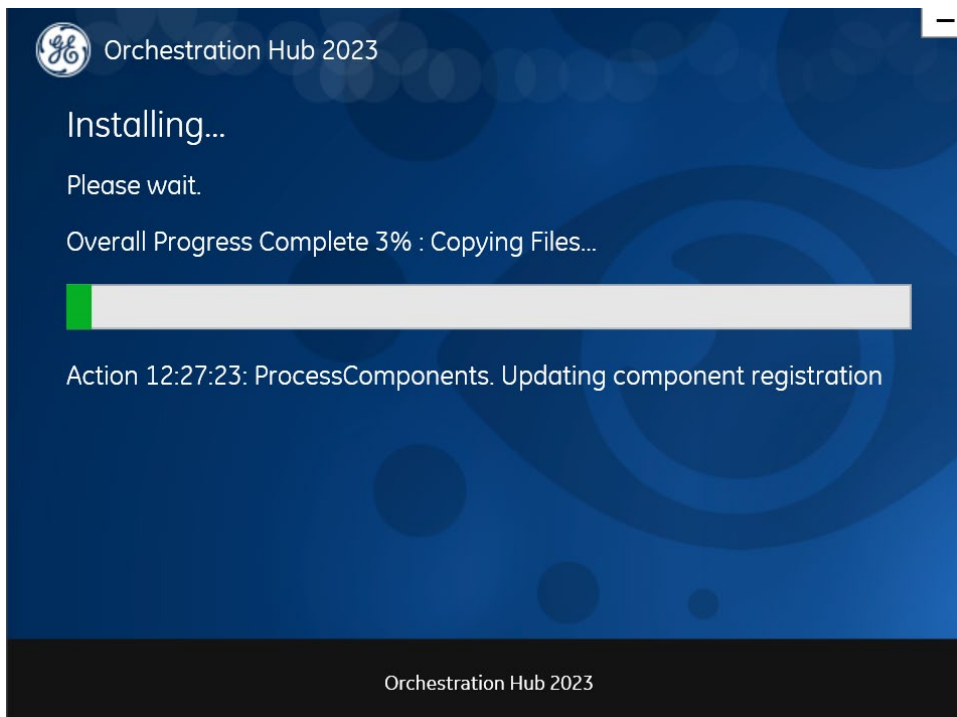 GE Orchestration Hub 2023
Installing...
Please wait.
Overall Progress Complete 3% : Copying Files...
Action 12:27:23: ProcessComponents. Updating component registration
Orchestration Hub 2023